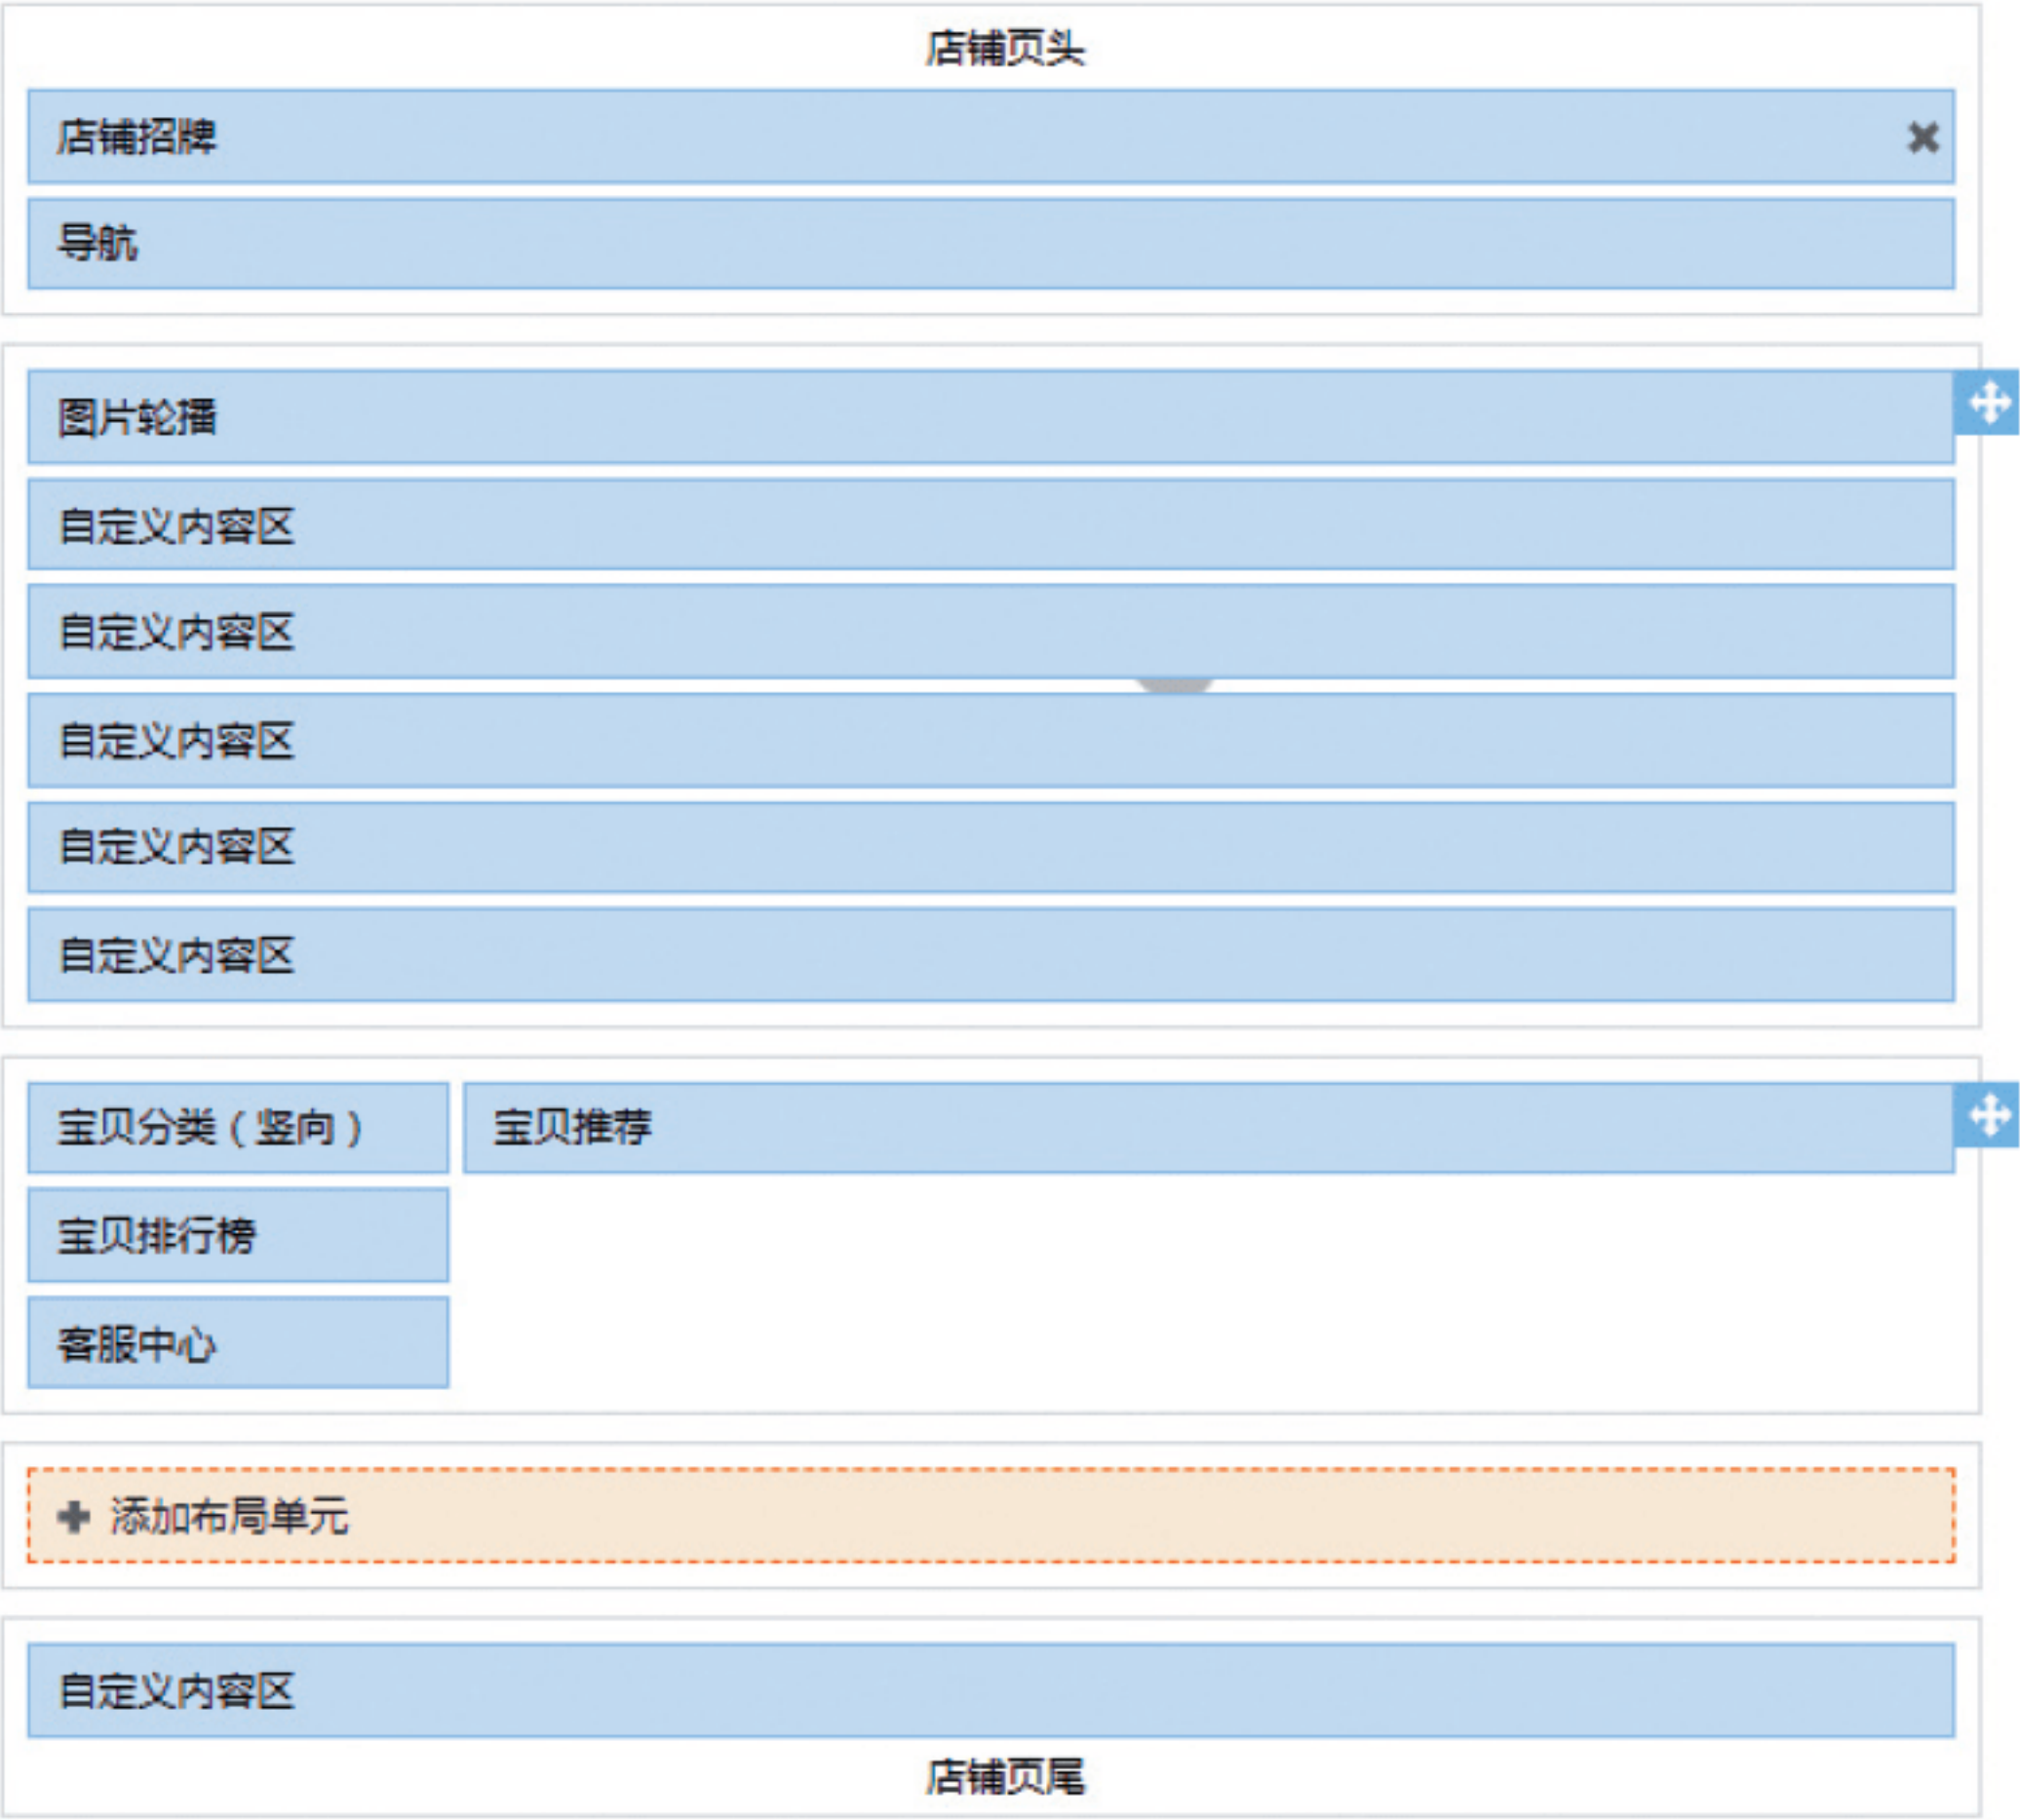 店铺页头
店铺招牌
导航
图片轮播
自定义内容区
自定义内容区
自定义内容区
自定义内容区
自定义内容区
宝贝分类（竖向）
宝贝推荐
宝贝排行榜
客服中心
添加布局单元
自定义内容区
店铺页尾